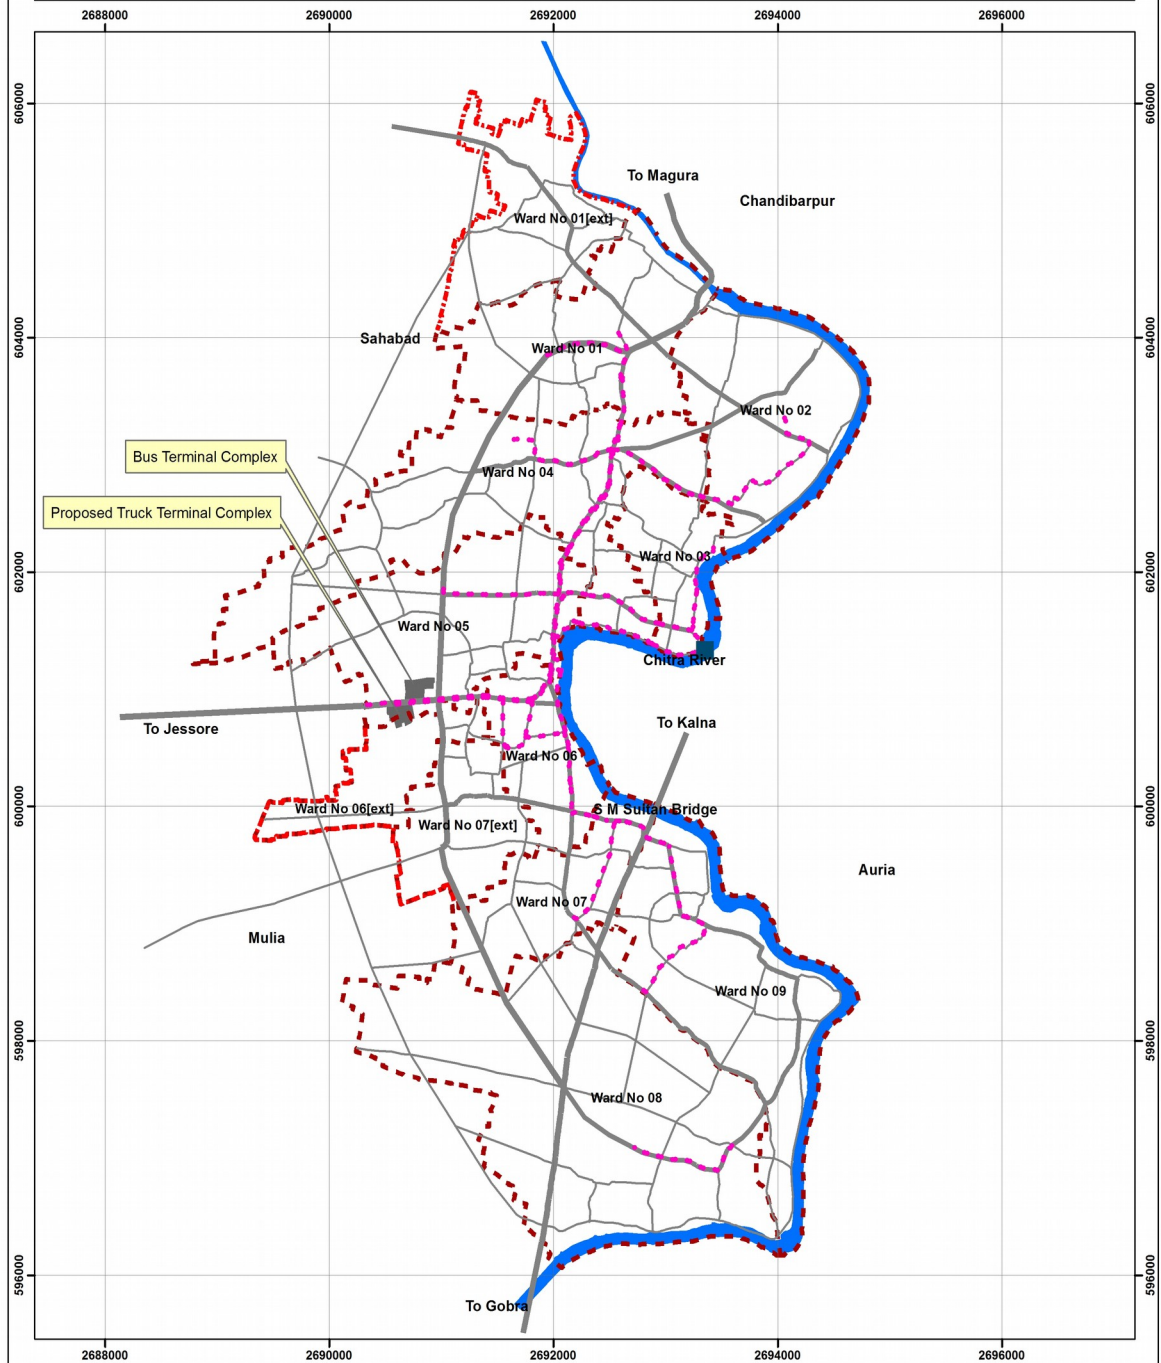 2688000 2690000 2692000 2694000 2696000
606000 606000
To Magura
Chandibarpur
Ward No 01[ext]
Sahabad
604000 604000
Ward No 01
Ward No 02
Bus Terminal Complex
Ward No 04
Proposed Truck Terminal Complex
Ward No 03
602000 602000
Ward No 05
Chitra River
To Jessore
To Kalna
Ward No 06
Ward No 06[ext]
S M Sultan Bridge
600000 600000
Ward No 07[ext]
Auria
Ward No 07
Mulia
Ward No 09
598000 598000
Ward No 08
596000 596000
To Gobra
2688000 2690000 2692000 2694000 2696000